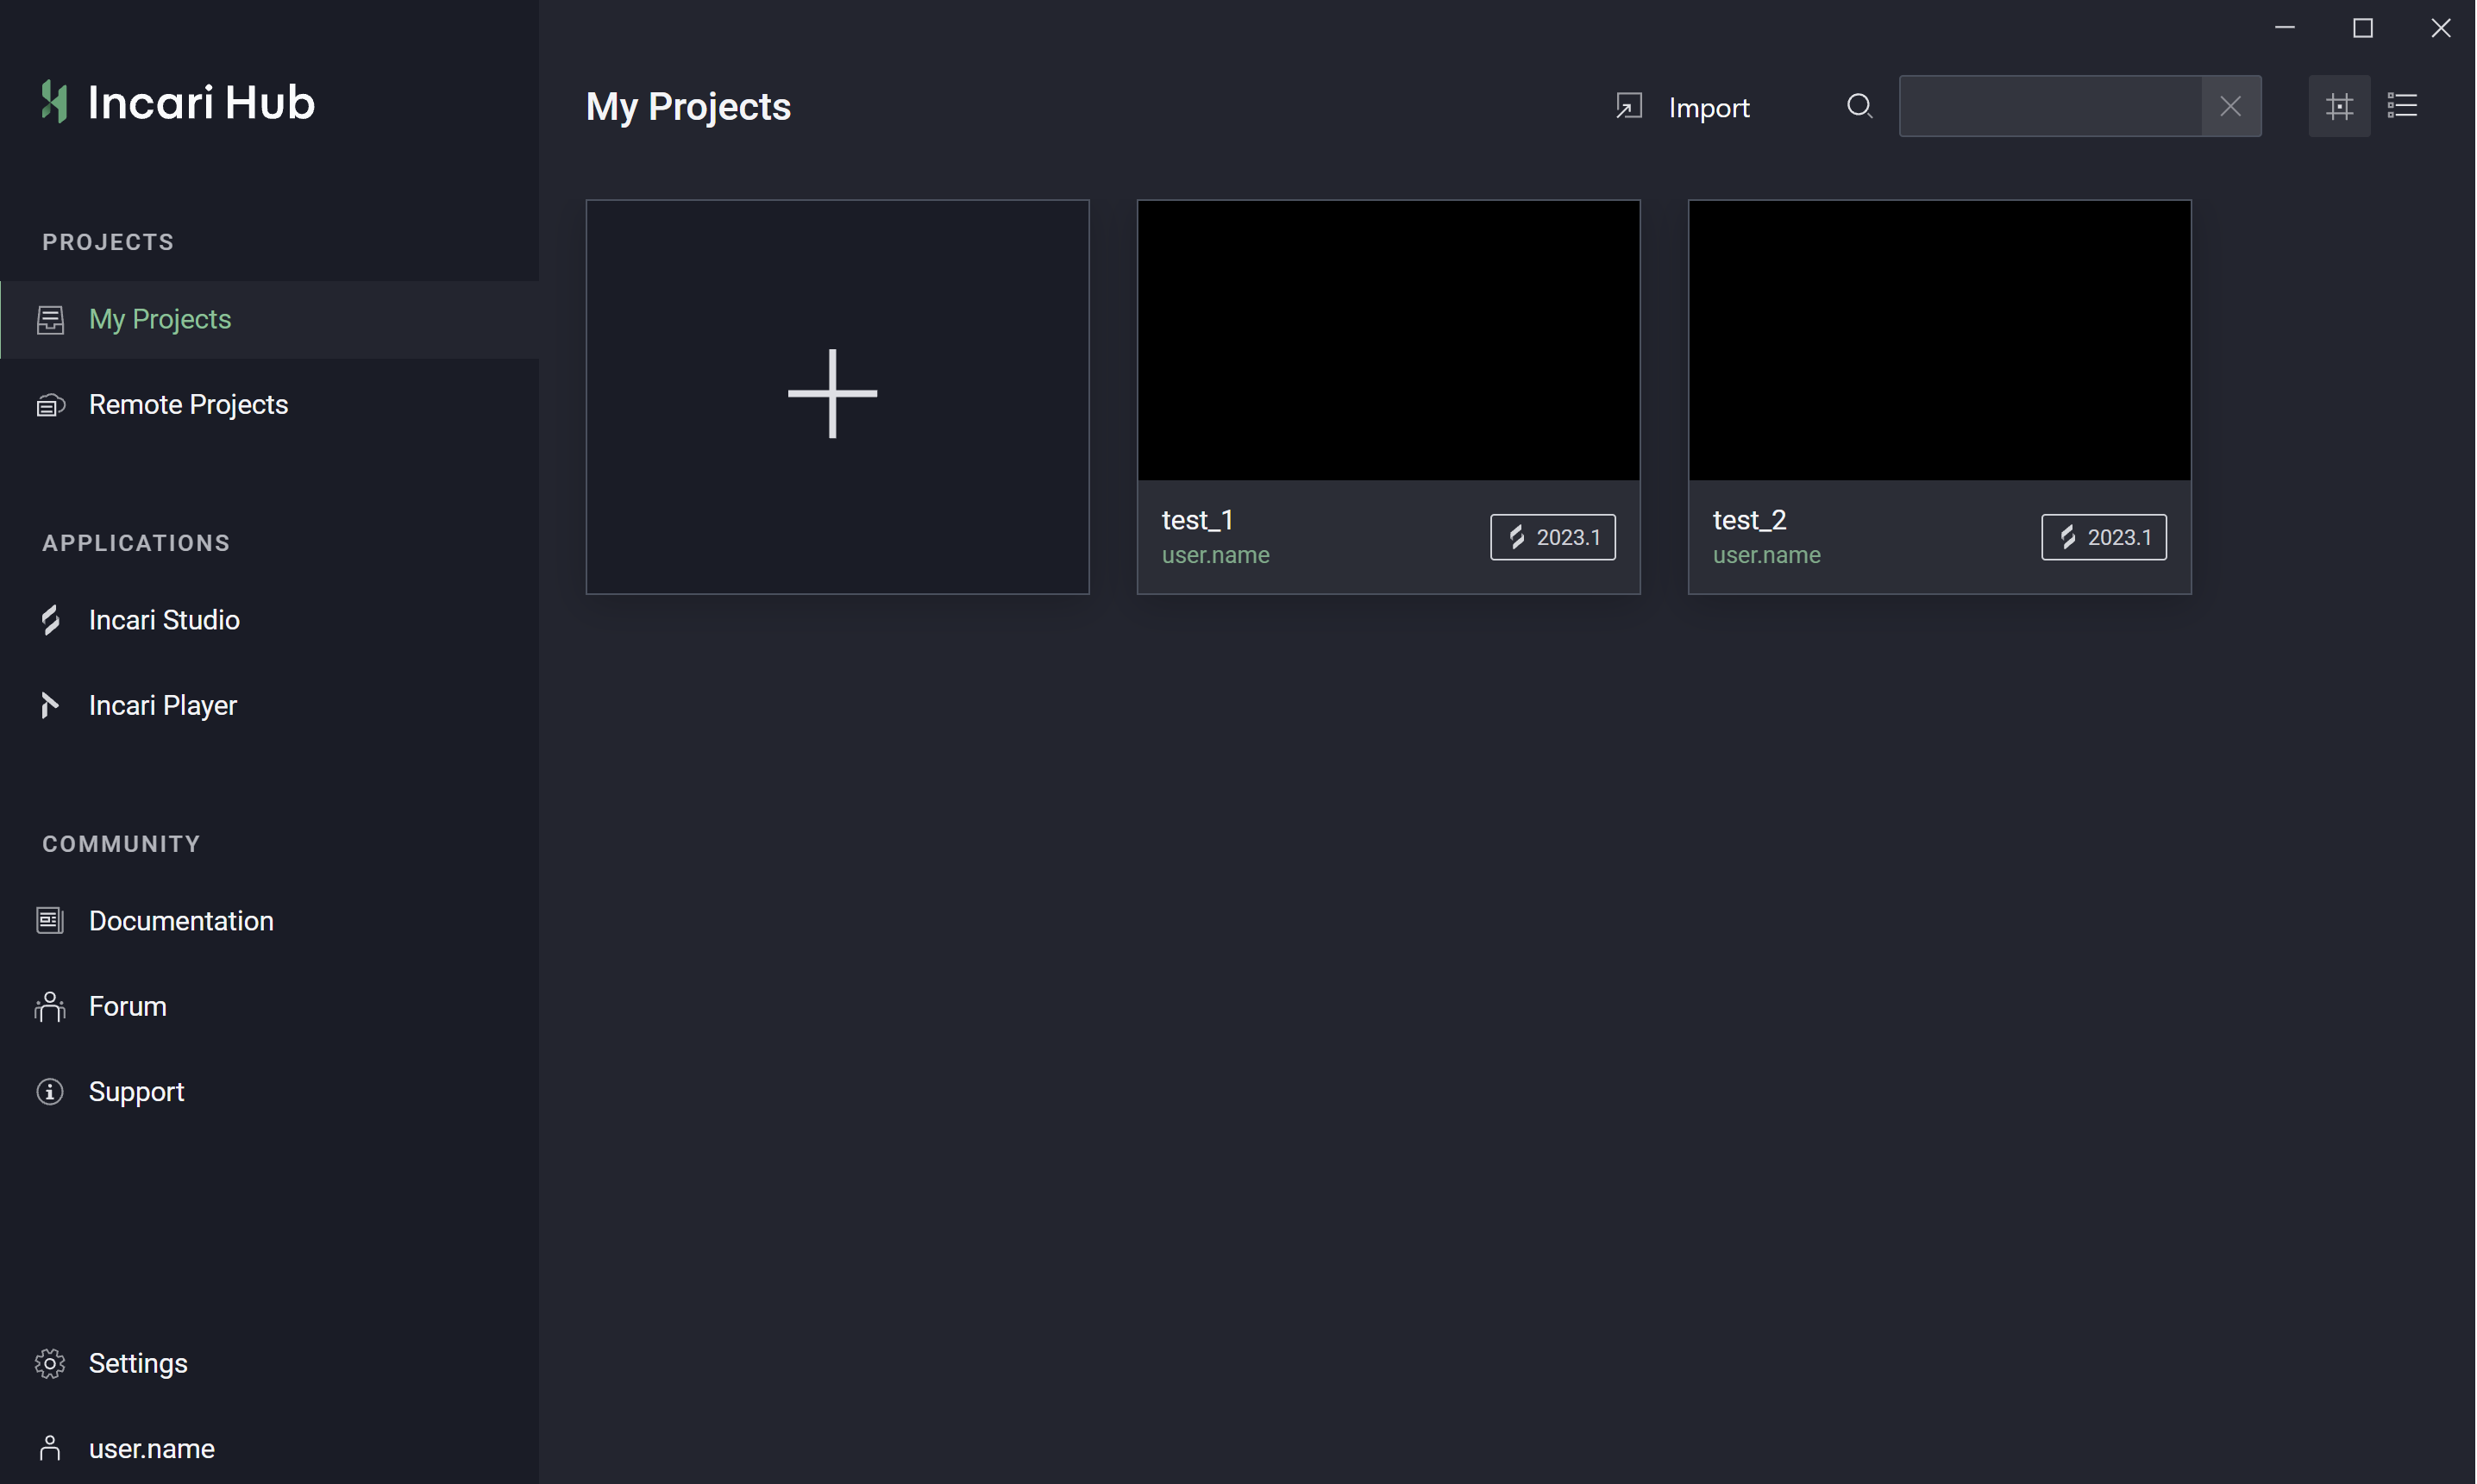 Incari Hub
PROJECTS
My Projects
Remote Projects
APPLICATIONS
Incari Studio
Incari Player
COMMUNITY
Documentation
Forum
Support
Settings
user.name
My Projects
Import
test_1
user.name
2023.1
test_2
user.name
2023.1